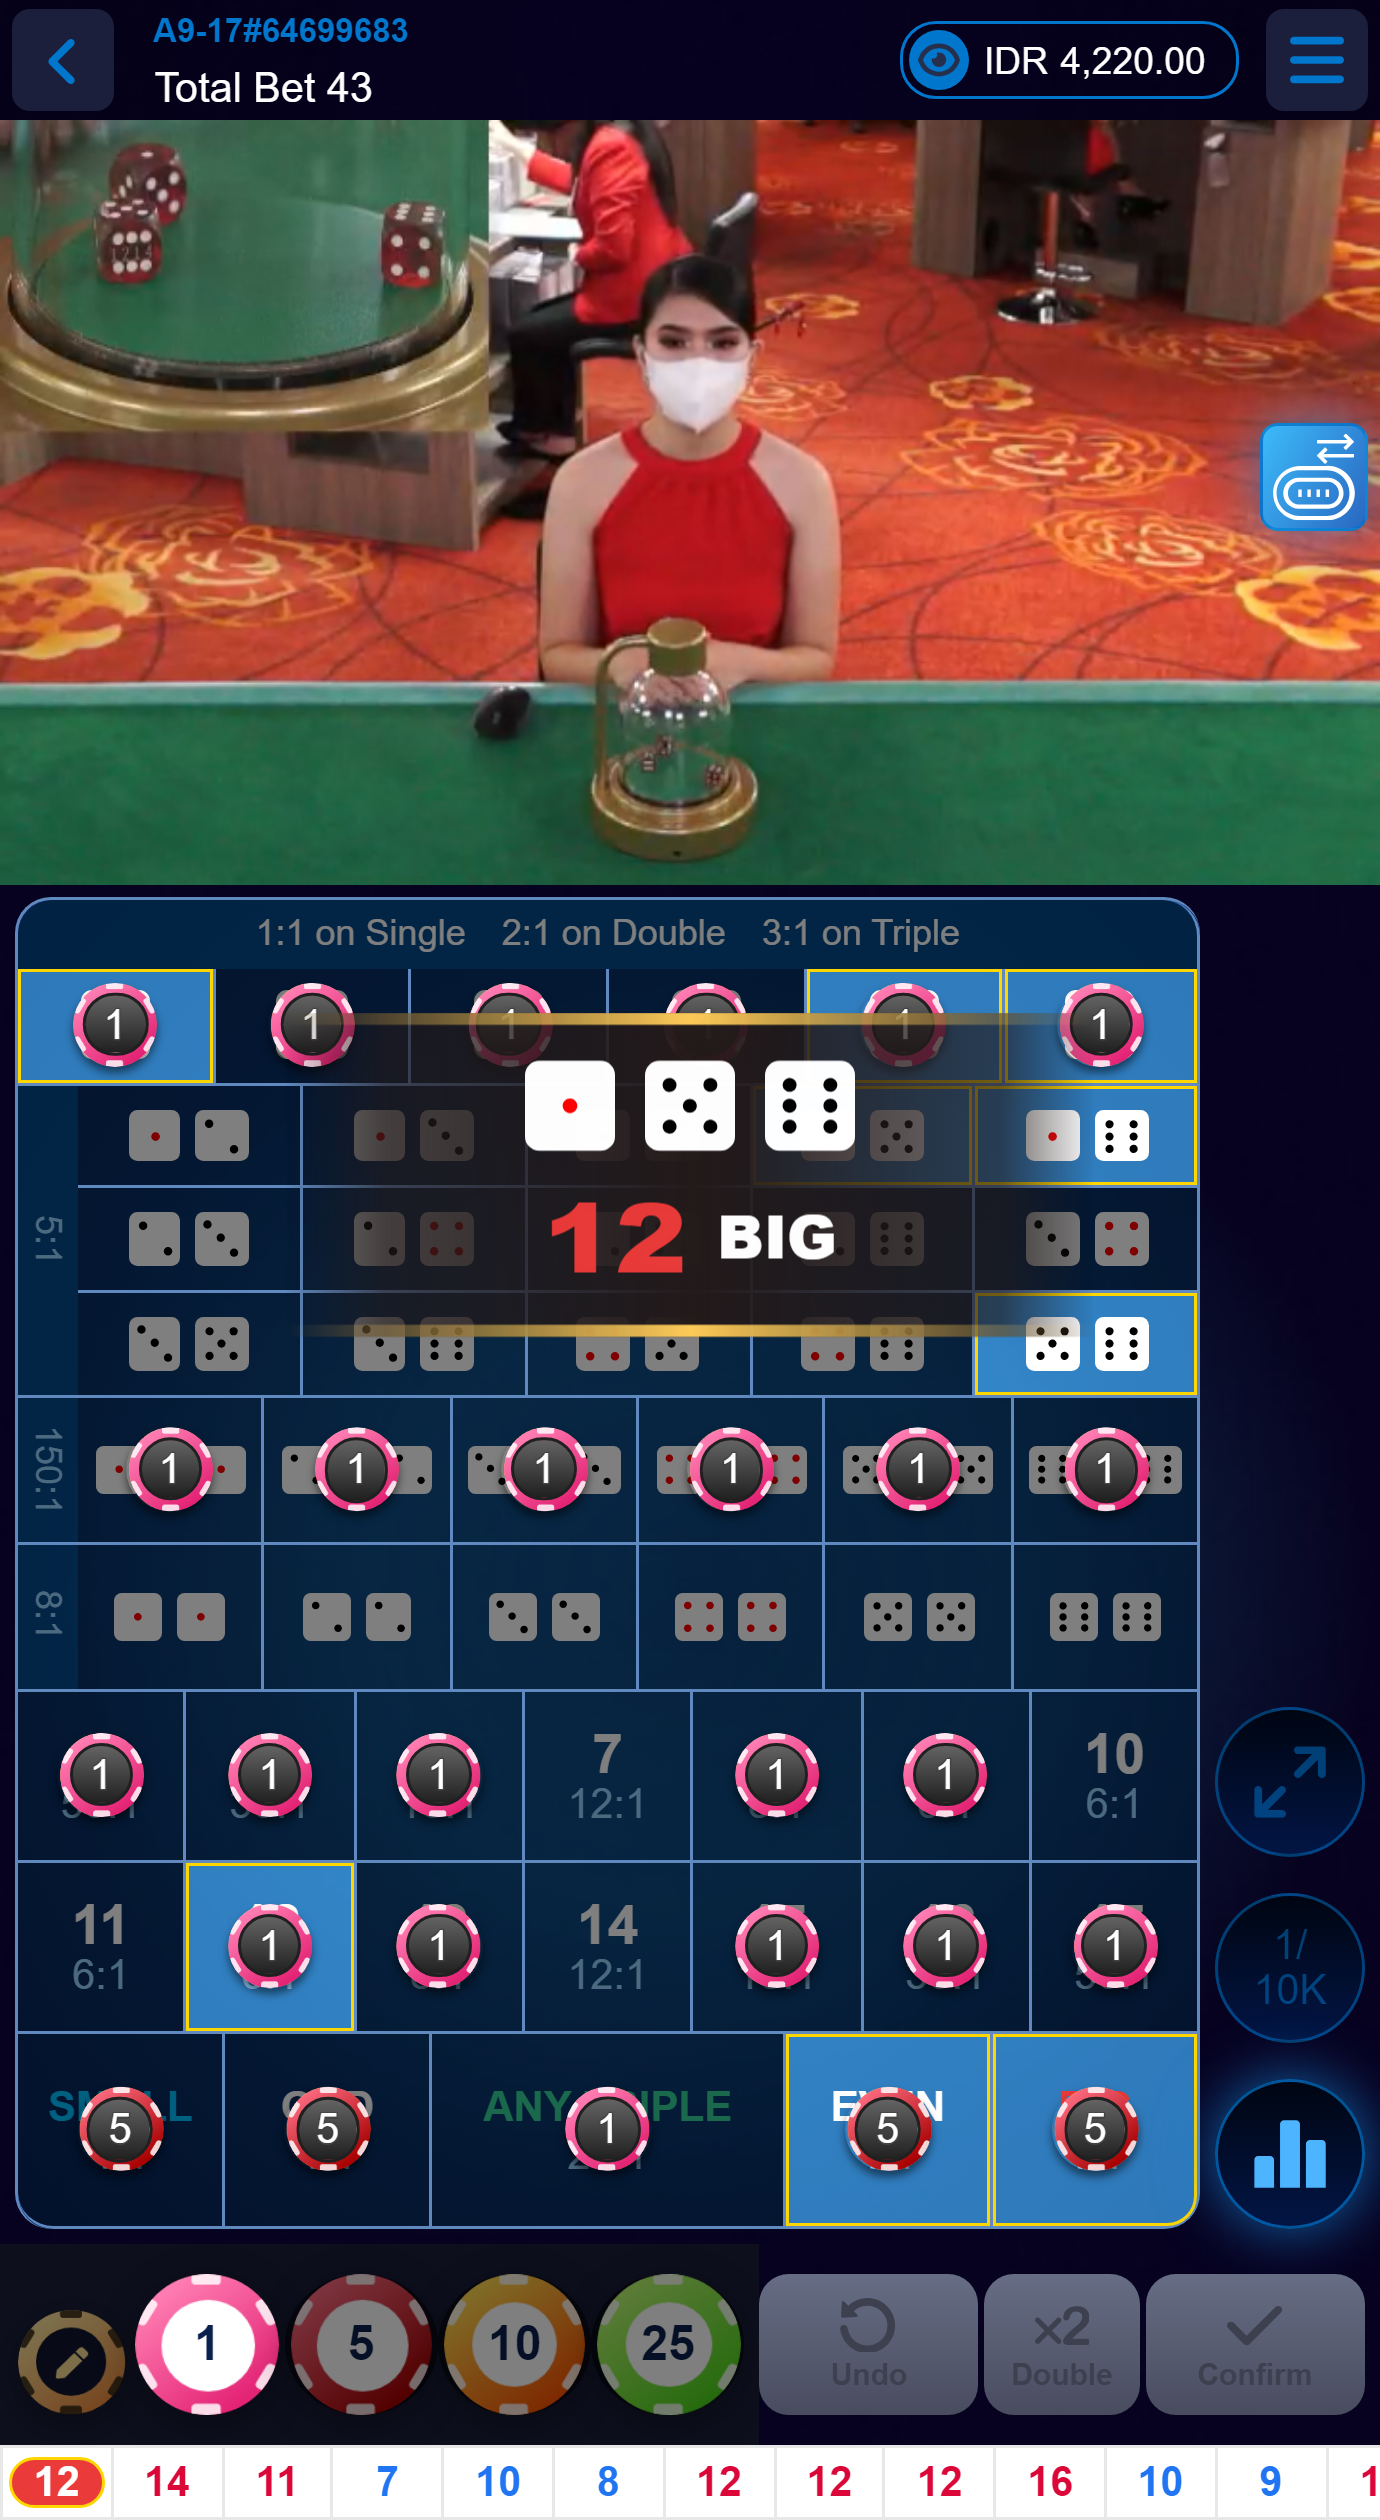 A9-17#64699683
Total Bet 43
IDR 4,220.00
1:1 on Single 2:1 on Double 3:1 on Triple
1 1 1 1 1 1
12 BIG
5:1
150:1
1 1 1 1 1 1
8:1
1 1 1 7 1 1 10
12:1 6:1
11 1 1 14 1 1 1
6:1 12:1
1/
10K
5 5 1 5 5
1 5 10 25
x2
Undo Double Confirm
12 14 11 7 10 8 12 12 12 16 10 9